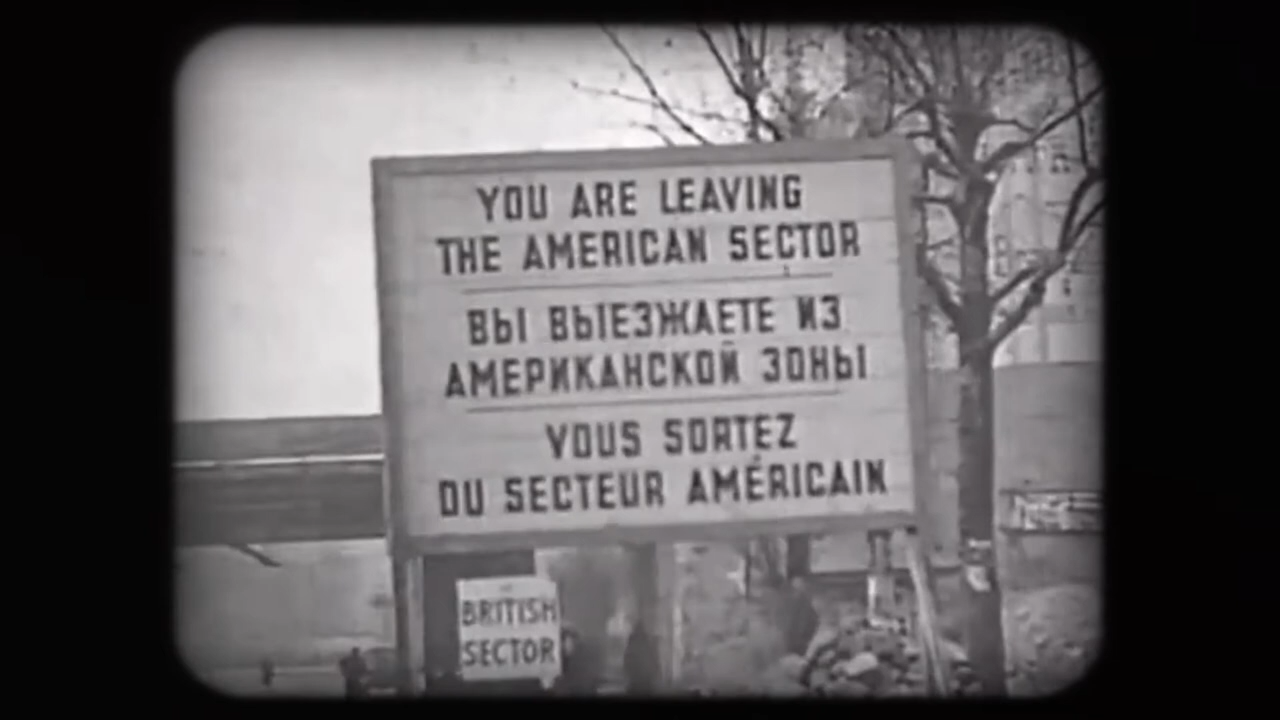 YOU ARE LEAVING
THE AMERICAN SECTOR
ВЫ ВЫЕЗЖАЕТЕ ИЗ
АМЕРИКАНСКОЙ ЗОНЫ
VOUS SORTEZ
DU SECTEUR AMÉRICAIN
BRITISH
SECTOR